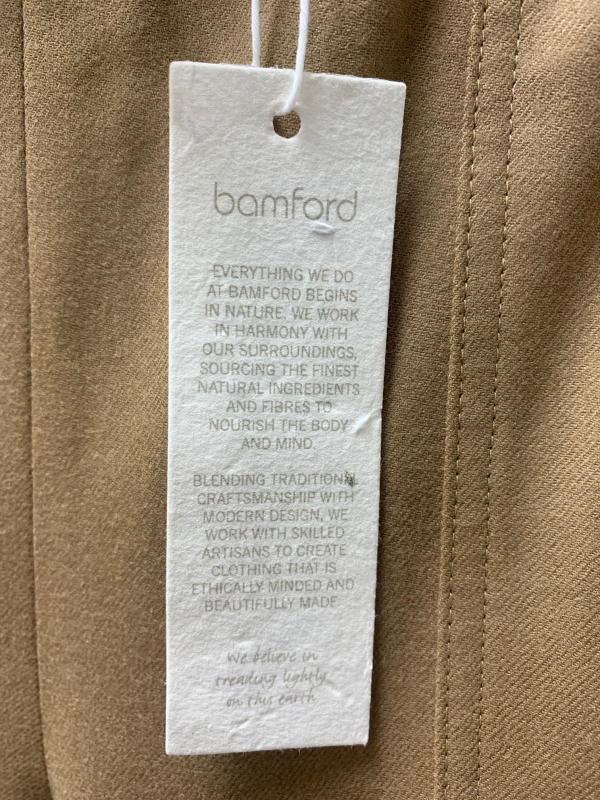 bamford
EVERYTHING WE DO
AT BAMFORD BEGINS
IN NATURE. WE WORK
IN HARMONY WITH
OUR SURROUNDINGS,
SOURCING THE FINEST
NATURAL INGREDIENTS
AND FIBRES TO
NOURISH THE BODY
AND MIND.
BLENDING TRADITIONAL
CRAFTSMANSHIP WITH
MODERN DESIGN, WE
WORK WITH SKILLED
ARTISANS TO CREATE
CLOTHING THAT IS
ETHICALLY MINDED AND
BEAUTIFULLY MADE.
We believe in
treading lightly
on this earth